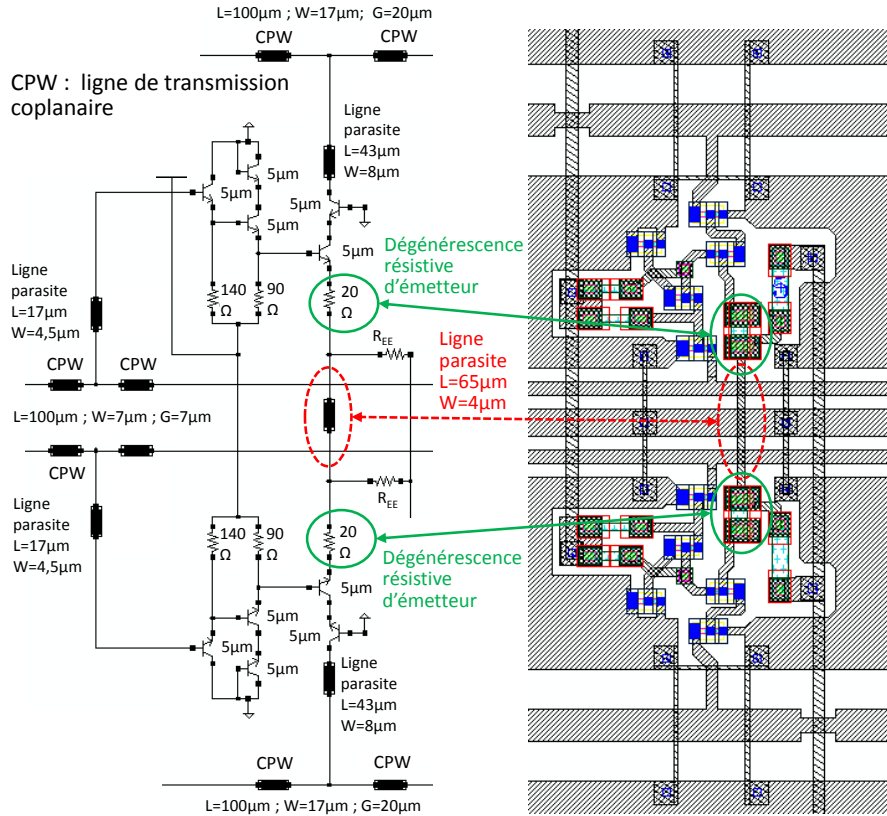 L=100µm ; W=17µm;  G=20µm
CPW
CPW
CPW :  ligne de transmission
coplanaire
Ligne
parasite
L=43µm
W=8µm
5µm
5µm
5µm
5µm
5µm
Dégénérescence
résistive
d'émetteur
140
Ω
90
Ω
20
Ω
Ligne
parasite
L=17µm
W=4,5µm
R_EE
Ligne
parasite
L=65µm
W=4µm
CPW
CPW
L=100µm ; W=7µm ; G=7µm
CPW
R_EE
Ligne
parasite
L=17µm
W=4,5µm
140
Ω
90
Ω
20
Ω
Dégénérescence
résistive
d'émetteur
5µm
5µm
5µm
5µm
5µm
Ligne
parasite
L=43µm
W=8µm
CPW
CPW
L=100µm ; W=17µm ; G=20µm